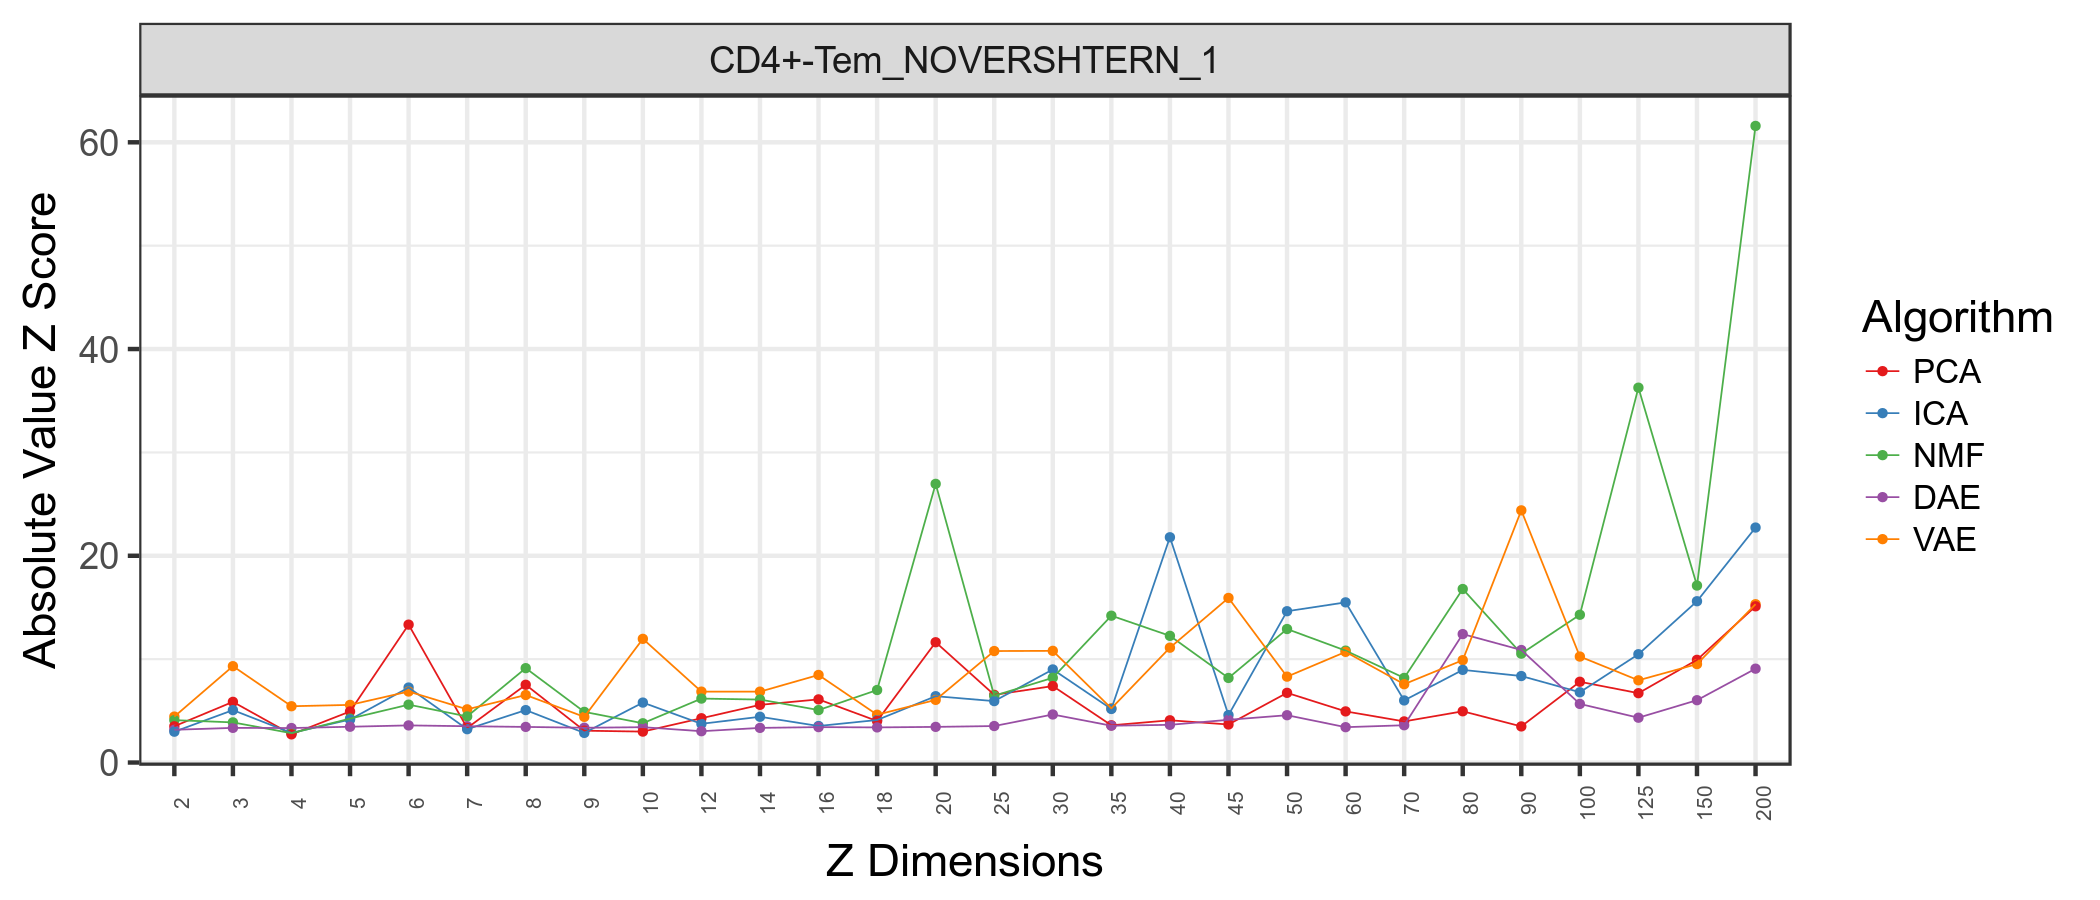 CD4+-Tem_NOVERSHTERN_1
Absolute Value Z Score
60
40
20
0
2 3 4 5 6 7 8 9 10 12 14 16 18 20 25 30 35 40 45 50 60 70 80 90 100 125 150 200
Z Dimensions
Algorithm
PCA
ICA
NMF
DAE
VAE